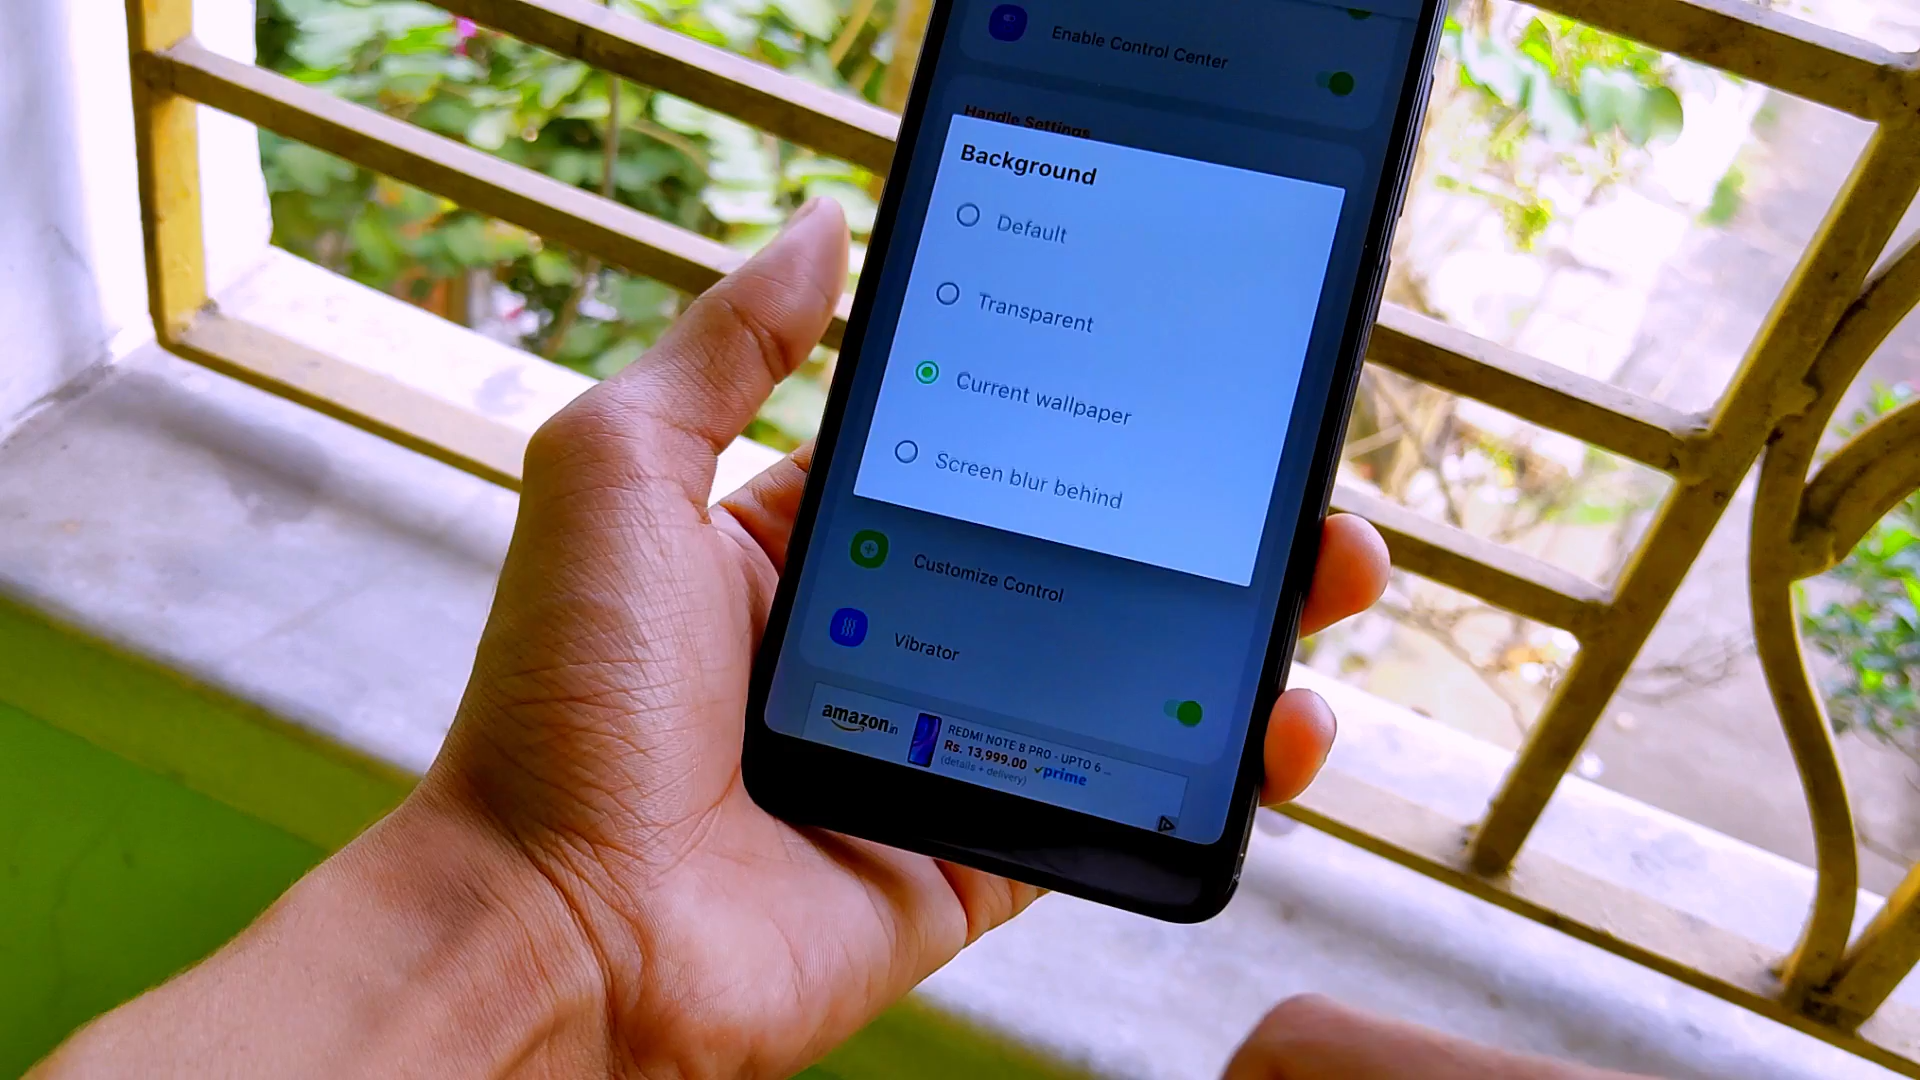 Enable Control Center
Handle Settings
Background
Default
Transparent
Current wallpaper
Screen blur behind
Customize Control
Vibrator
amazon.in
REDMI NOTE 8 PRO - UPTO 6 ...
Rs. 13,999.00 prime
(details + delivery)